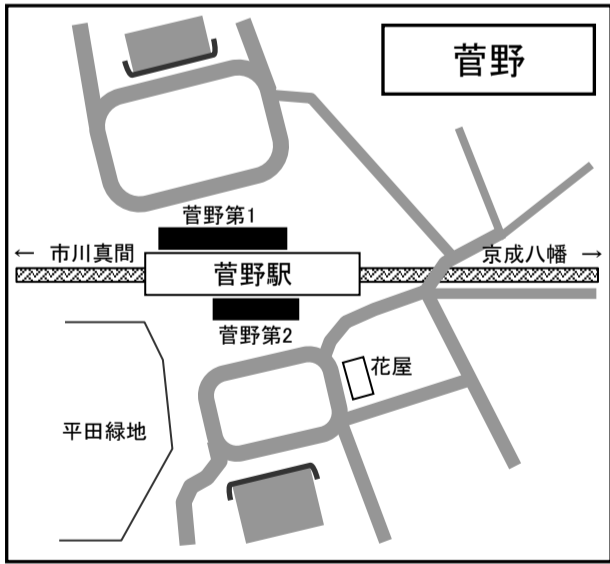 菅野
菅野第1
← 市川真間
京成八幡 →
菅野駅
菅野第2
花屋
平田緑地